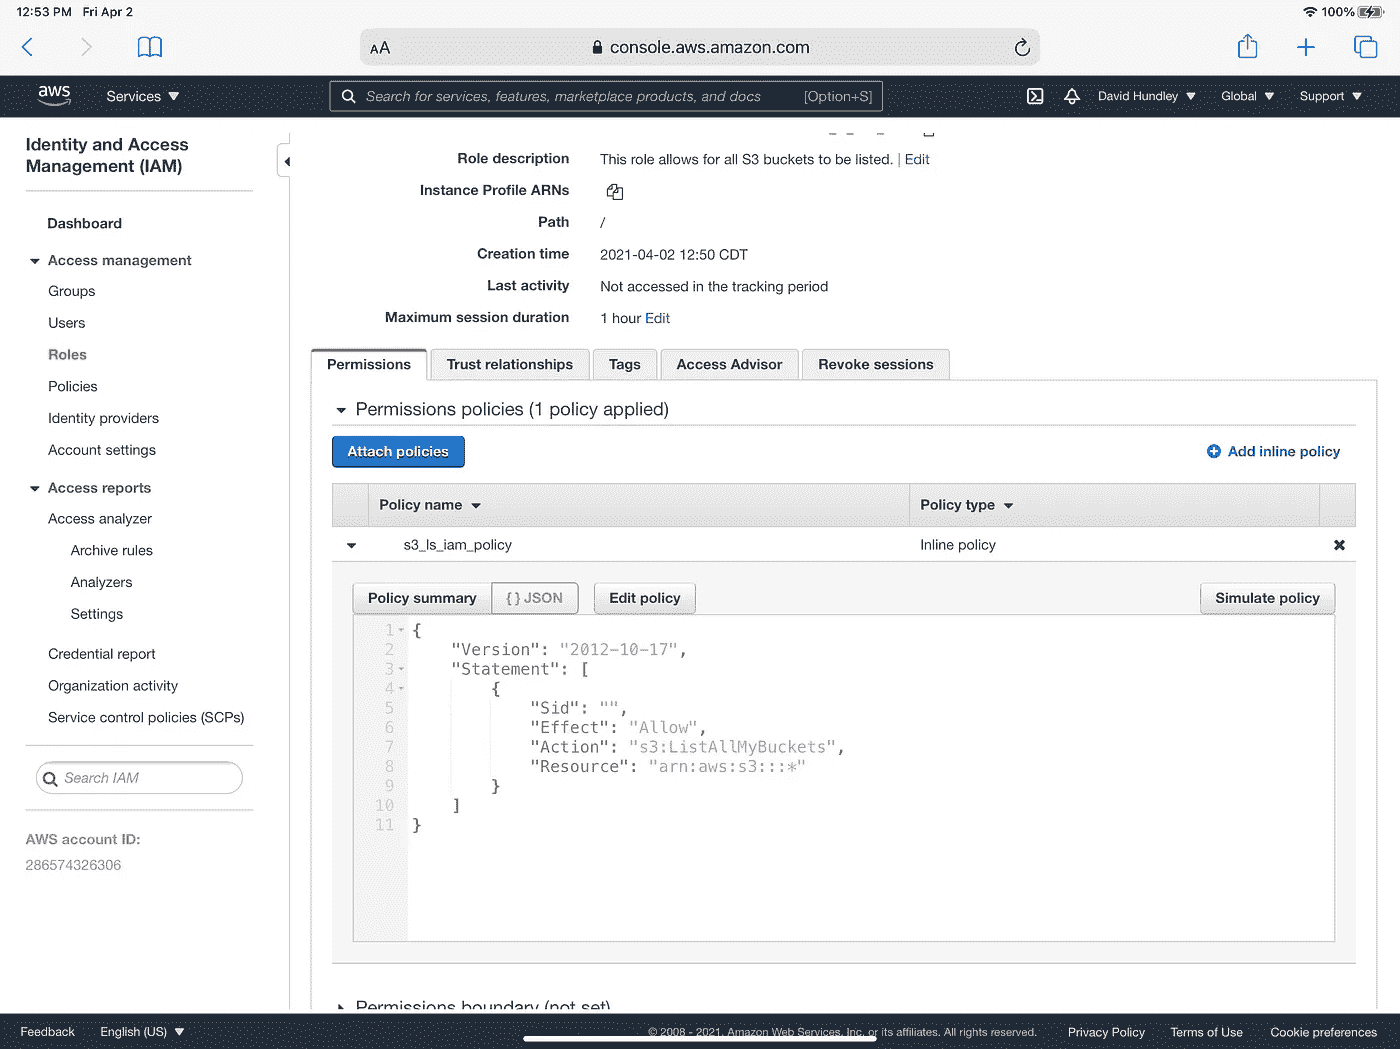 12:53 PM Fri Apr 2
100%
AA console.aws.amazon.com
aws Services Search for services, features, marketplace products, and docs [Option+S] David Hundley Global Support
Identity and Access
Management (IAM)
Dashboard
Access management
Groups
Users
Roles
Policies
Identity providers
Account settings
Access reports
Access analyzer
Archive rules
Analyzers
Settings
Credential report
Organization activity
Service control policies (SCPs)
Search IAM
AWS account ID:
286574326306
Role description This role allows for all S3 buckets to be listed. | Edit
Instance Profile ARNs
Path /
Creation time 2021-04-02 12:50 CDT
Last activity Not accessed in the tracking period
Maximum session duration 1 hour Edit
Permissions Trust relationships Tags Access Advisor Revoke sessions
Permissions policies (1 policy applied)
Attach policies Add inline policy
Policy name Policy type
s3_ls_iam_policy Inline policy
Policy summary { } JSON Edit policy Simulate policy
1 {
2 "Version": "2012-10-17",
3 "Statement": [
4 {
5 "Sid": "",
6 "Effect": "Allow",
7 "Action": "s3:ListAllMyBuckets",
8 "Resource": "arn:aws:s3:::*"
9 }
10 ]
11 }
Permissions boundary (not set)
Feedback English (US) © 2008 - 2021, Amazon Web Services, Inc. or its affiliates. All rights reserved. Privacy Policy Terms of Use Cookie preferences